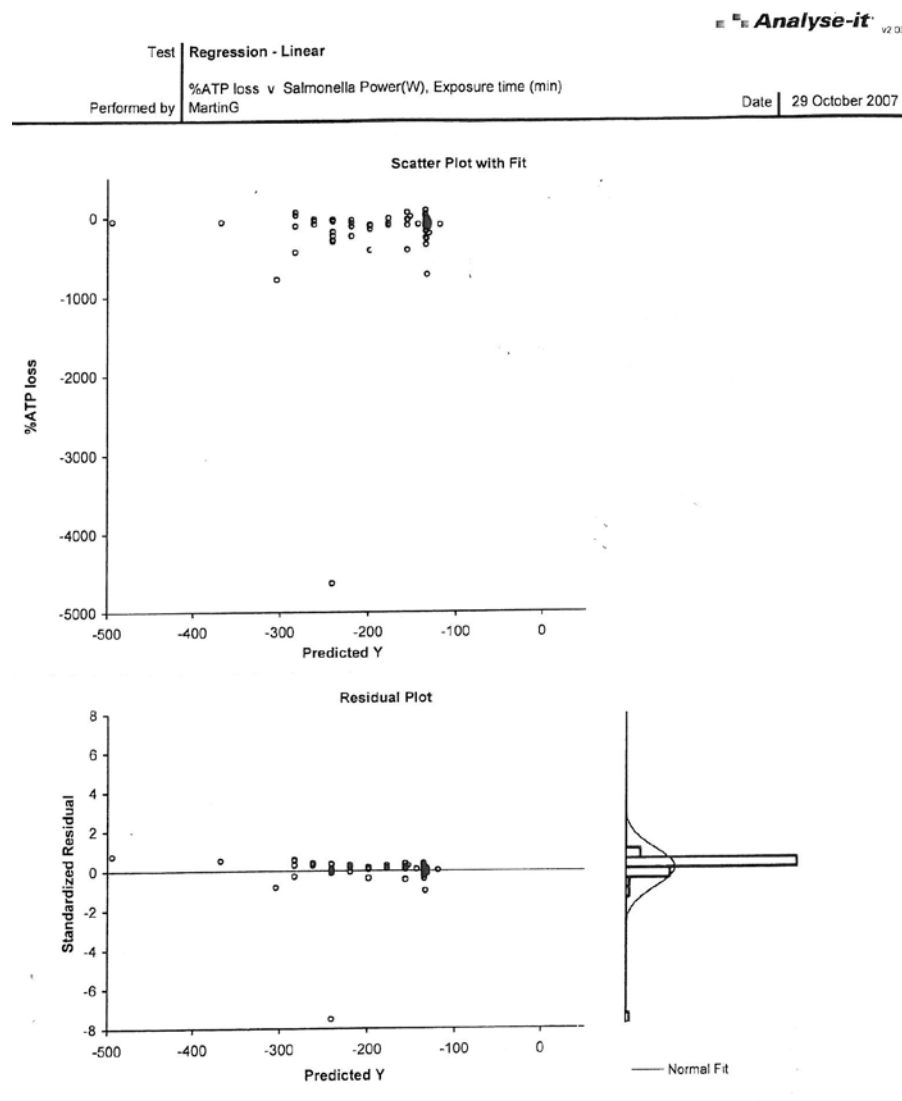 Analyse-it
Test Regression - Linear
%ATP loss v Salmonella Power(W), Exposure time (min)
Performed by MartinG Date 29 October 2007
Scatter Plot with Fit
0
-1000
-2000
-3000
-4000
-5000
%ATP loss
-500 -400 -300 -200 -100 0
Predicted Y
Residual Plot
8
6
4
2
0
-2
-4
-6
-8
Standardized Residual
-500 -400 -300 -200 -100 0
Predicted Y
Normal Fit